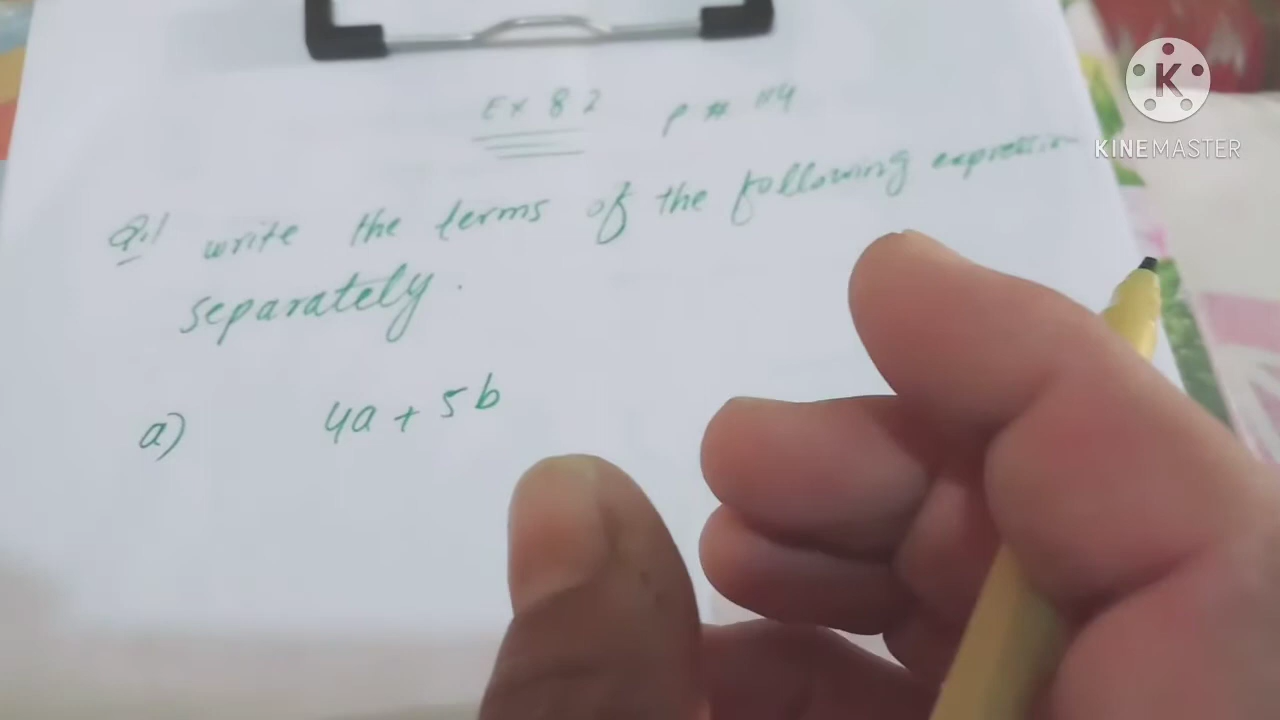 Ex 8 2 P # 114
Q.1 write the terms of the following expression
separately.
a) 4a + 5b
K
KINEMASTER